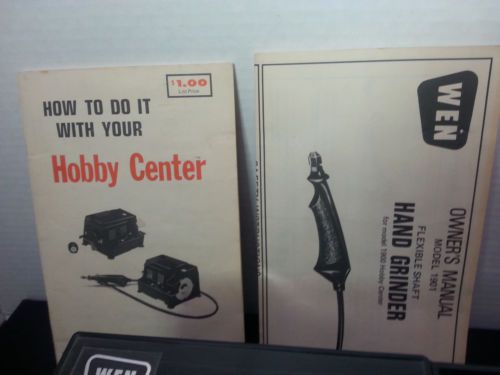 $1.00
List Price
HOW TO DO IT
WITH YOUR
Hobby Center
WEN
OWNER'S MANUAL
MODEL 1901
FLEXIBLE SHAFT
HAND GRINDER
for model 1900 Hobby Center
WEN